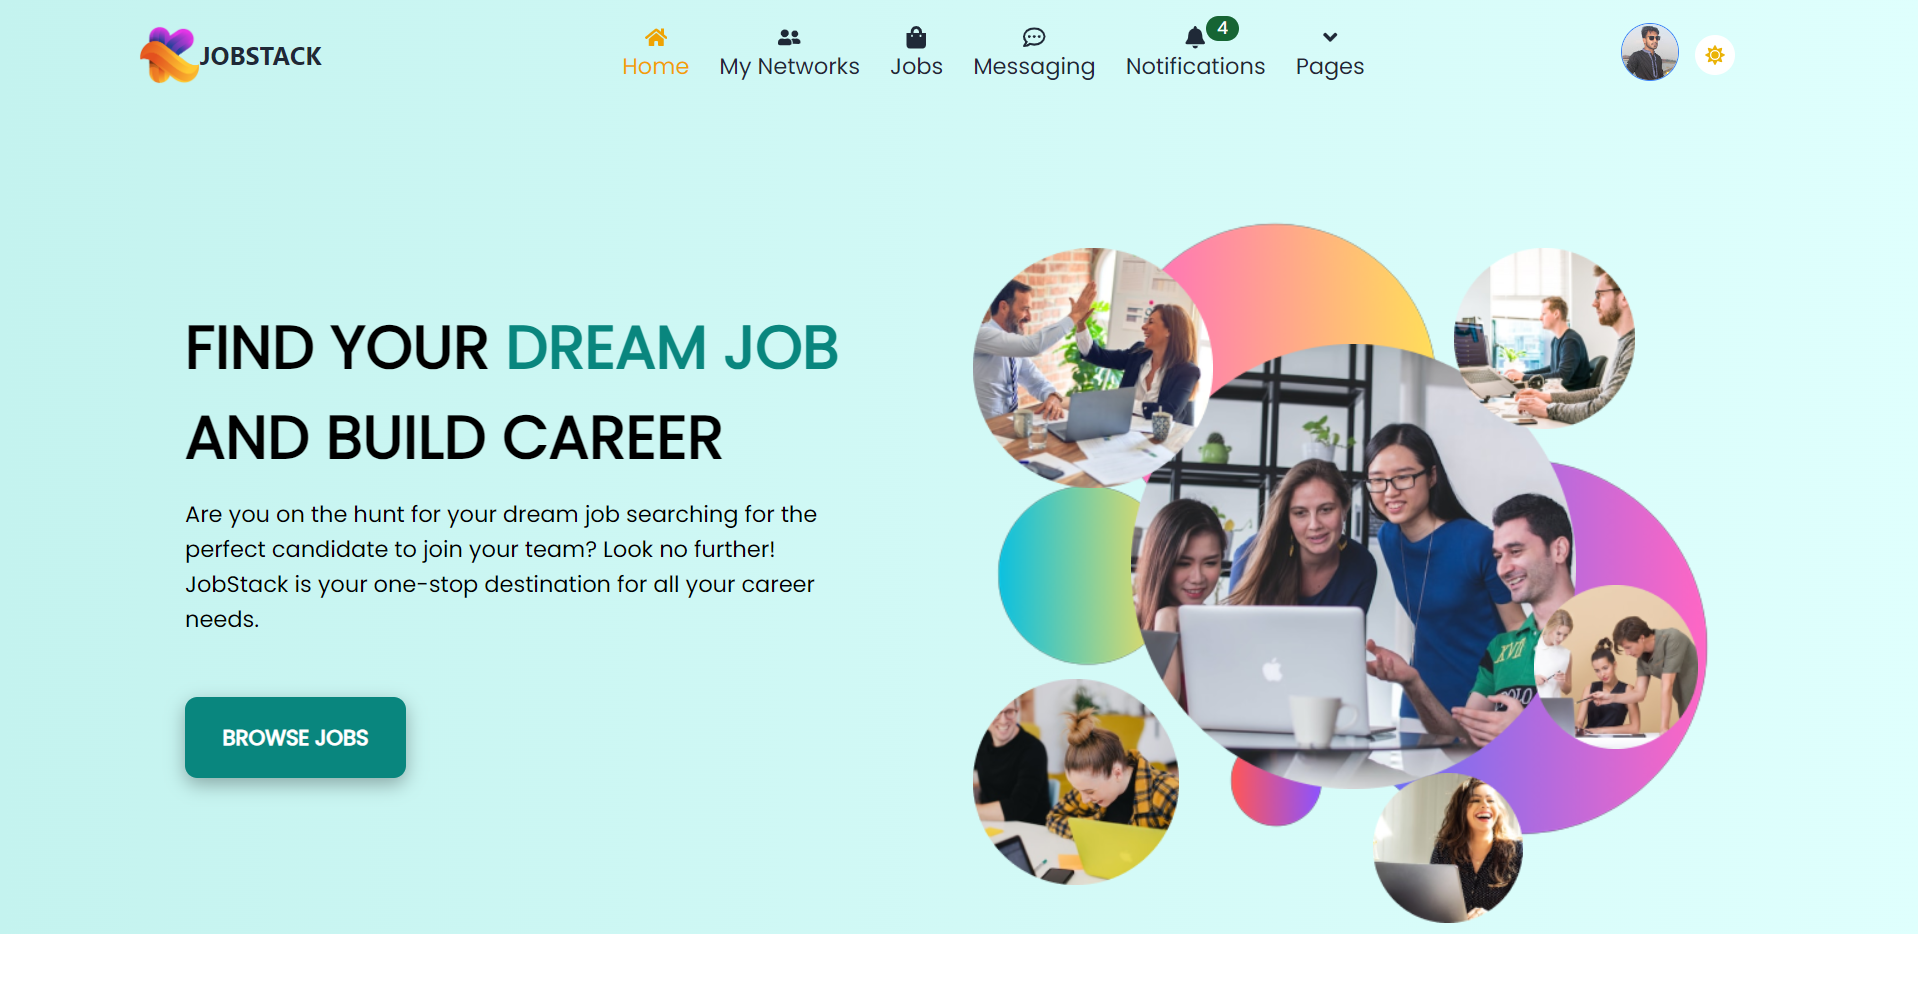 JOBSTACK
4
Home My Networks Jobs Messaging Notifications Pages
FIND YOUR DREAM JOB
AND BUILD CAREER
Are you on the hunt for your dream job searching for the
perfect candidate to join your team? Look no further!
JobStack is your one-stop destination for all your career
needs.
BROWSE JOBS
XVII
POLO